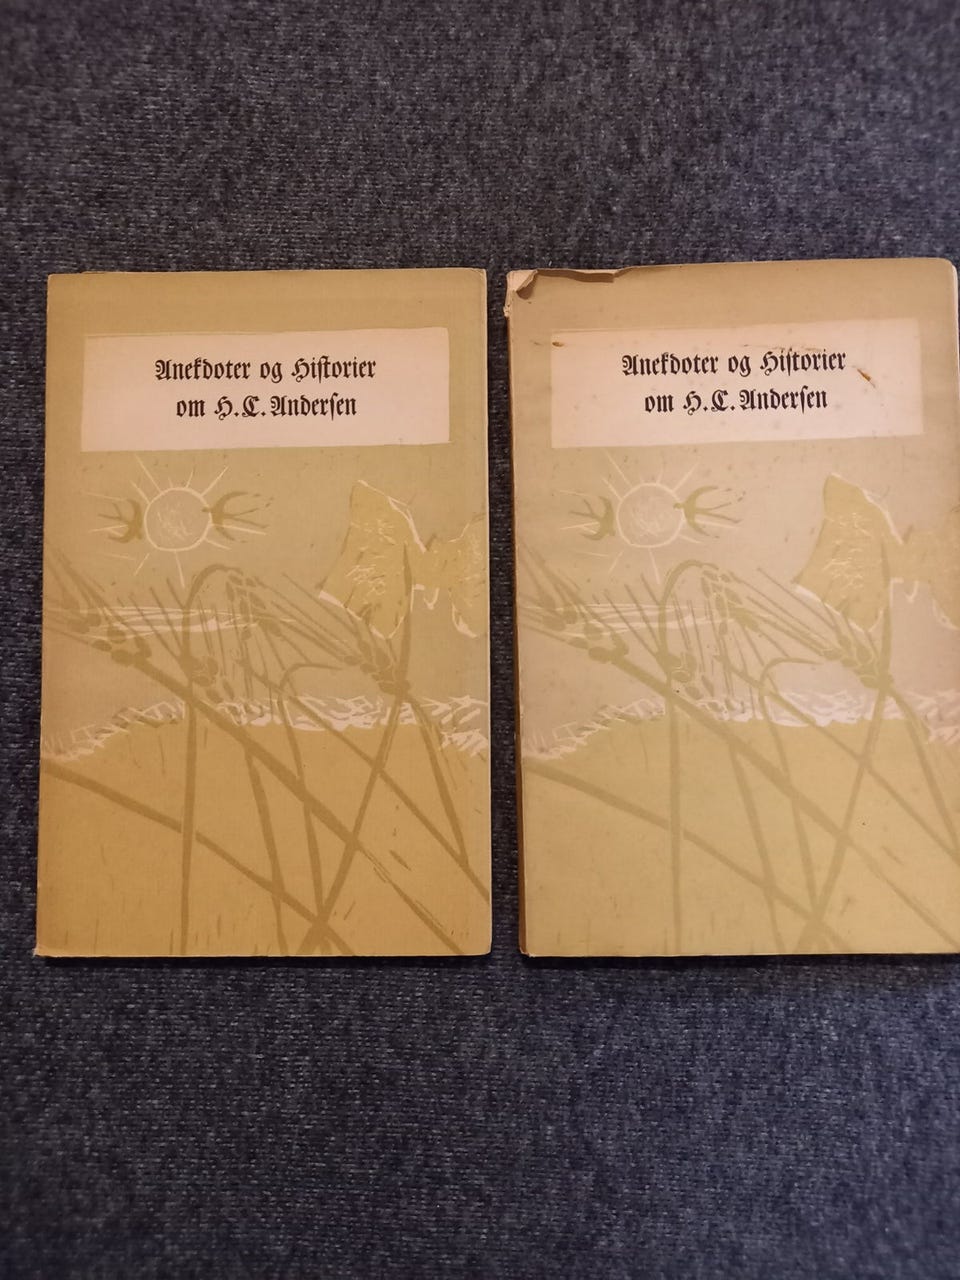 Anekdoter og Historier
om H. C. Andersen
Anekdoter og Historier
om H. C. Andersen